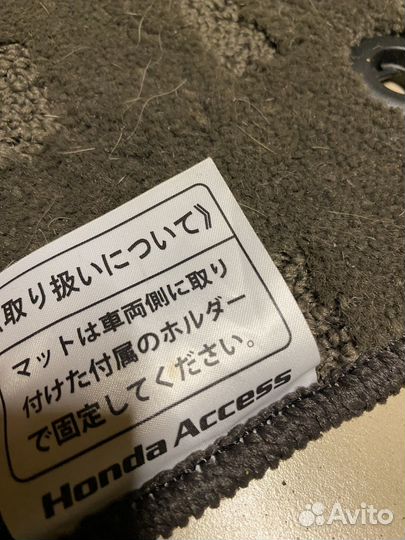 取り扱いについて》
マットは車両側に取り
付けた付属のホルダー
で固定してください。
Honda Access
Avito